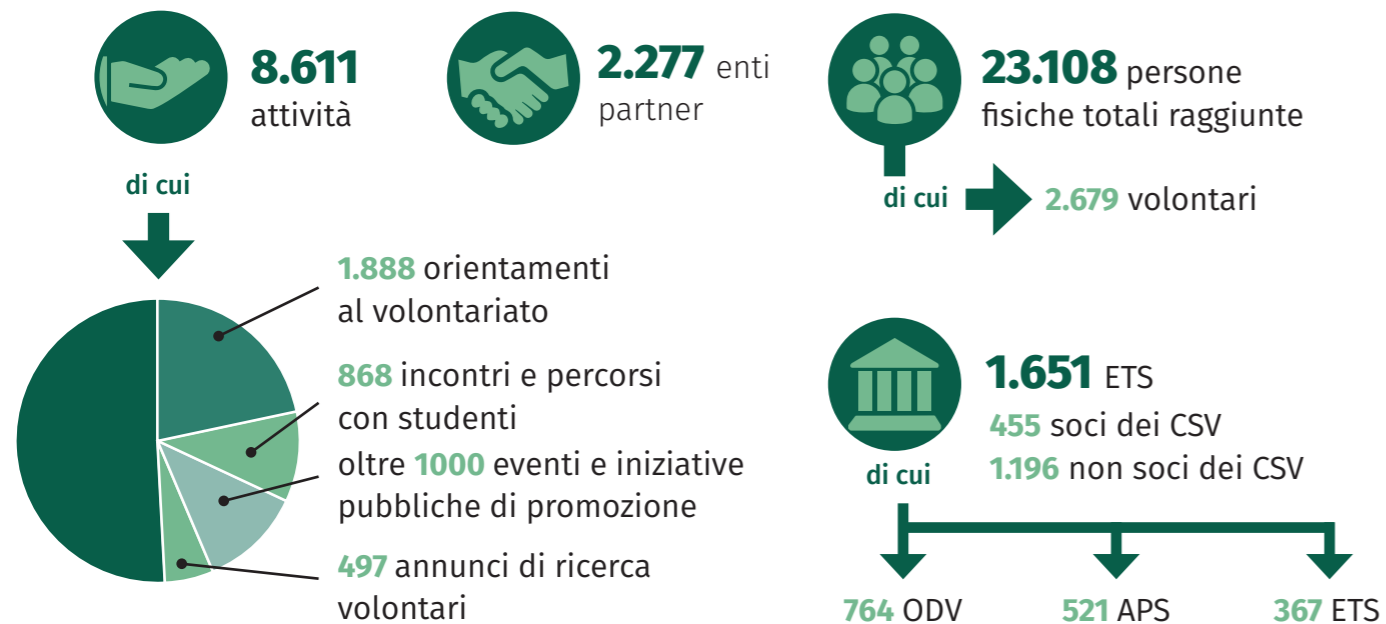 8.611
attività
2.277 enti
partner
23.108 persone
fisiche totali raggiunte
di cui
2.679 volontari
di cui
1.888 orientamenti
al volontariato
868 incontri e percorsi
con studenti
oltre 1000 eventi e iniziative
pubbliche di promozione
497 annunci di ricerca
volontari
1.651 ETS
455 soci dei CSV
1.196 non soci dei CSV
di cui
764 ODV
521 APS
367 ETS